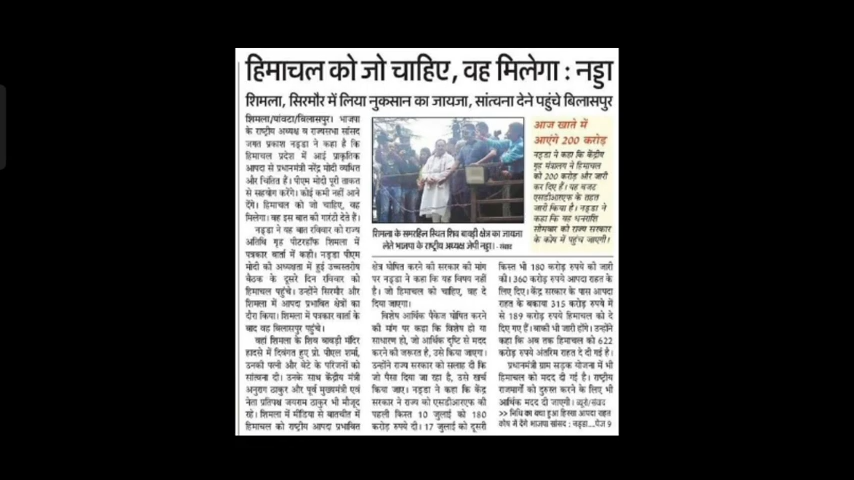 हिमाचल को जो चाहिए, वह मिलेगा : नड्डा
शिमला, सिरमौर में लिया नुकसान का जायजा, सांत्वना देने पहुंचे बिलासपुर
शिमला/पांवटा/बिलासपुर। भाजपा
के राष्ट्रीय अध्यक्ष व राज्यसभा सांसद
जगत प्रकाश नड्डा ने कहा है कि
हिमाचल प्रदेश में आई प्राकृतिक
आपदा से प्रधानमंत्री नरेंद्र मोदी व्यथित
और चिंतित हैं। पीएम मोदी पूरी ताकत
से सहयोग करेंगे। कोई कमी नहीं आने
देंगे। हिमाचल को जो चाहिए, वह
मिलेगा। वह इस बात की गारंटी देते हैं।
नड्डा ने यह बात रविवार को राज्य
अतिथि गृह पीटरहॉफ शिमला में
पत्रकार वार्ता में कही। नड्डा पीएम
मोदी की अध्यक्षता में हुई उच्चस्तरीय
बैठक के दूसरे दिन रविवार को
हिमाचल पहुंचे। उन्होंने सिरमौर और
शिमला में आपदा प्रभावित क्षेत्रों का
दौरा किया। शिमला में पत्रकार वार्ता के
बाद वह बिलासपुर पहुंचे।
वहां शिमला के शिव बावड़ी मंदिर
हादसे में दिवंगत हुए प्रो. पीएल शर्मा,
उनकी पत्नी और बेटे के परिजनों को
सांत्वना दी। उनके साथ केंद्रीय मंत्री
अनुराग ठाकुर और पूर्व मुख्यमंत्री एवं
नेता प्रतिपक्ष जयराम ठाकुर भी मौजूद
रहे। शिमला में मीडिया से बातचीत में
हिमाचल को राष्ट्रीय आपदा प्रभावित
शिमला के समरहिल स्थित शिव बावड़ी क्षेत्र का जायजा
लेते भाजपा के राष्ट्रीय अध्यक्ष जेपी नड्डा। - संवाद
क्षेत्र घोषित करने की सरकार की मांग
पर नड्डा ने कहा कि यह विषय नहीं
है। जो हिमाचल को चाहिए, वह दे
दिया जाएगा।
विशेष आर्थिक पैकेज घोषित करने
की मांग पर कहा कि विशेष हो या
साधारण हो, जो आर्थिक दृष्टि से मदद
करने की जरूरत है, उसे किया जाएगा।
उन्होंने राज्य सरकार को सलाह दी कि
जो पैसा दिया जा रहा है, उसे खर्च
किया जाए। नड्डा ने कहा कि केंद्र
सरकार ने राज्य को एसडीआरएफ की
पहली किस्त 10 जुलाई को 180
करोड़ रुपये दी। 17 जुलाई को दूसरी
आज खाते में
आएंगे 200 करोड़
नड्डा ने कहा कि केंद्रीय
गृह मंत्रालय ने हिमाचल
को 200 करोड़ और जारी
कर दिए हैं। यह बजट
एसडीआरएफ के तहत
जारी किया है। नड्डा ने
कहा कि यह धनराशि
सोमवार को राज्य सरकार
के कोष में पहुंच जाएगी।
किस्त भी 180 करोड़ रुपये की जारी
की। 360 करोड़ रुपये आपदा राहत के
लिए दिए। केंद्र सरकार के पास आपदा
राहत के बकाया 315 करोड़ रुपये में
से 189 करोड़ रुपये हिमाचल को दे
दिए गए हैं। बाकी भी जारी होंगे। उन्होंने
कहा कि अब तक हिमाचल को 622
करोड़ रुपये अंतरिम राहत दे दी गई है।
प्रधानमंत्री ग्राम सड़क योजना में भी
हिमाचल को मदद दी गई है। राष्ट्रीय
राजमार्गों को दुरुस्त करने के लिए भी
आर्थिक मदद दी जाएगी। ब्यूरो/संवाद
>> निधि का बचा हुआ हिस्सा आपदा राहत
कोष में देंगे भाजपा सांसद : नड्डा...पेज 9